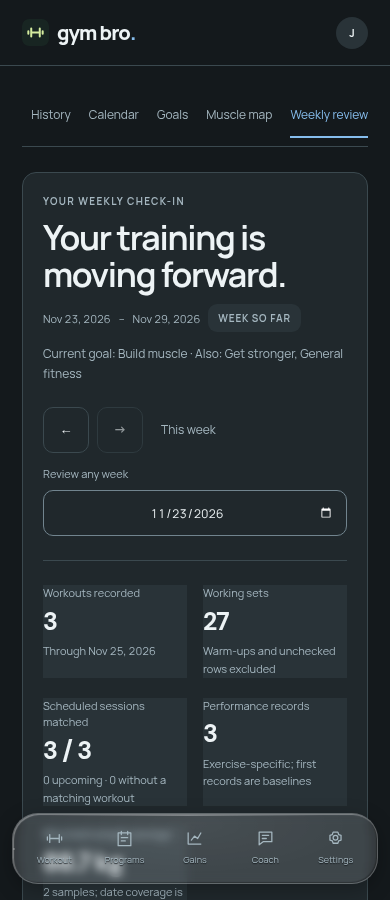 gym bro.
J
History
Calendar
Goals
Muscle map
Weekly review
YOUR WEEKLY CHECK-IN
Your training is
moving forward.
Nov 23, 2026 – Nov 29, 2026
WEEK SO FAR
Current goal: Build muscle · Also: Get stronger, General
fitness
←
→
This week
Review any week
11/23/2026
Workouts recorded
3
Through Nov 25, 2026
Working sets
27
Warm-ups and unchecked
rows excluded
Scheduled sessions
matched
3 / 3
0 upcoming · 0 without a
matching workout
Performance records
3
Exercise-specific; first
records are baselines
Workout
Programs
Gains
Coach
Settings
2 samples; date coverage is